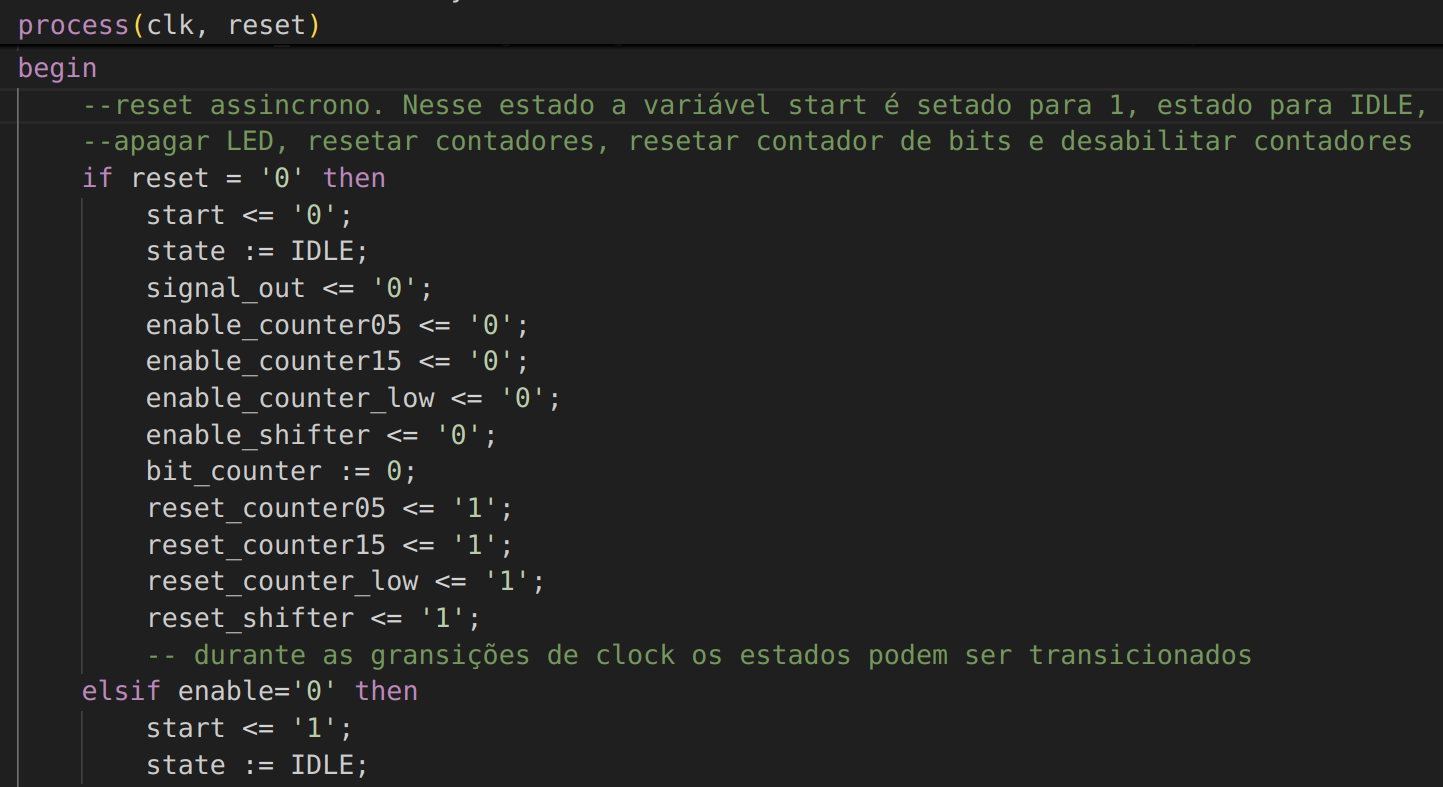 process(clk, reset)
begin
    --reset assincrono. Nesse estado a variável start é setado para 1, estado para IDLE,
    --apagar LED, resetar contadores, resetar contador de bits e desabilitar contadores
    if reset = '0' then
        start <= '0';
        state := IDLE;
        signal_out <= '0';
        enable_counter05 <= '0';
        enable_counter15 <= '0';
        enable_counter_low <= '0';
        enable_shifter <= '0';
        bit_counter := 0;
        reset_counter05 <= '1';
        reset_counter15 <= '1';
        reset_counter_low <= '1';
        reset_shifter <= '1';
        -- durante as gransições de clock os estados podem ser transicionados
    elsif enable='0' then
        start <= '1';
        state := IDLE;